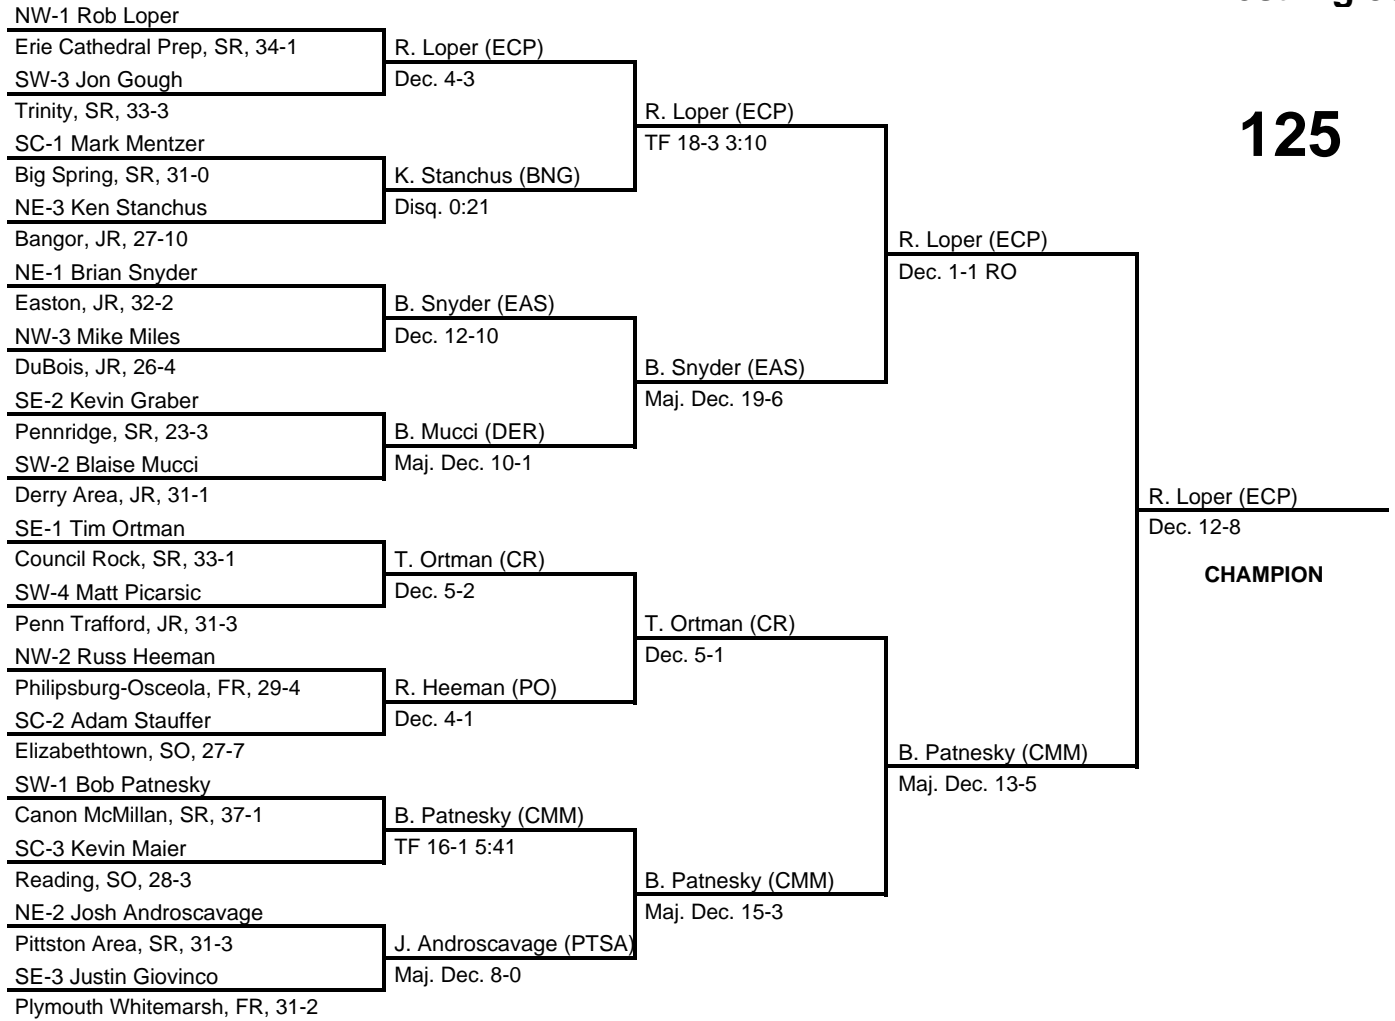 NW-1 Rob Loper
Erie Cathedral Prep, SR, 34-1
SW-3 Jon Gough
Trinity, SR, 33-3
SC-1 Mark Mentzer
Big Spring, SR, 31-0
NE-3 Ken Stanchus
Bangor, JR, 27-10
NE-1 Brian Snyder
Easton, JR, 32-2
NW-3 Mike Miles
DuBois, JR, 26-4
SE-2 Kevin Graber
Pennridge, SR, 23-3
SW-2 Blaise Mucci
Derry Area, JR, 31-1
SE-1 Tim Ortman
Council Rock, SR, 33-1
SW-4 Matt Picarsic
Penn Trafford, JR, 31-3
NW-2 Russ Heeman
Philipsburg-Osceola, FR, 29-4
SC-2 Adam Stauffer
Elizabethtown, SO, 27-7
SW-1 Bob Patnesky
Canon McMillan, SR, 37-1
SC-3 Kevin Maier
Reading, SO, 28-3
NE-2 Josh Androscavage
Pittston Area, SR, 31-3
SE-3 Justin Giovinco
Plymouth Whitemarsh, FR, 31-2
R. Loper (ECP)
Dec. 4-3
K. Stanchus (BNG)
Disq. 0:21
B. Snyder (EAS)
Dec. 12-10
B. Mucci (DER)
Maj. Dec. 10-1
T. Ortman (CR)
Dec. 5-2
R. Heeman (PO)
Dec. 4-1
B. Patnesky (CMM)
TF 16-1 5:41
J. Androscavage (PTSA)
Maj. Dec. 8-0
R. Loper (ECP)
TF 18-3 3:10
B. Snyder (EAS)
Maj. Dec. 19-6
T. Ortman (CR)
Dec. 5-1
B. Patnesky (CMM)
Maj. Dec. 15-3
R. Loper (ECP)
Dec. 1-1 RO
B. Patnesky (CMM)
Maj. Dec. 13-5
125
R. Loper (ECP)
Dec. 12-8
CHAMPION